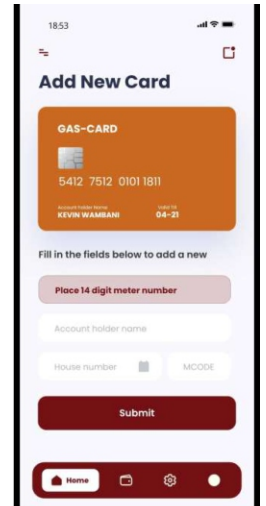 18:53
Add New Card
GAS-CARD
5412 7512 0101 1811
Account holder Name Valid Till
KEVIN WAMBANI 04-21
Fill in the fields below to add a new
Place 14 digit meter number
Account holder name
House number MCODE
Submit
Home